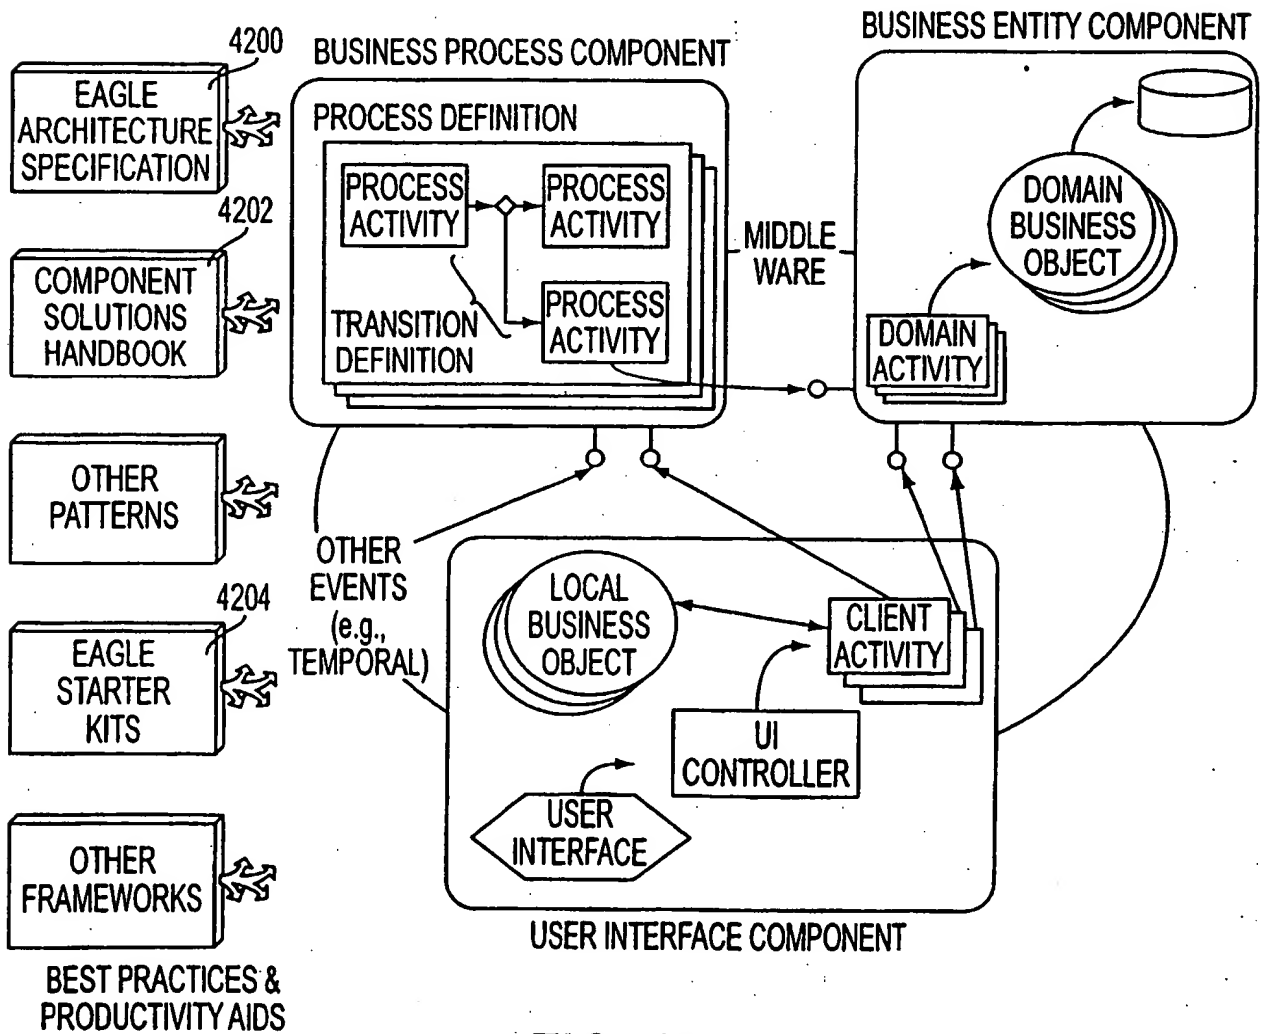 4200
EAGLE
ARCHITECTURE
SPECIFICATION
4202
COMPONENT
SOLUTIONS
HANDBOOK
OTHER
PATTERNS
4204
EAGLE
STARTER
KITS
OTHER
FRAMEWORKS
BEST PRACTICES &
PRODUCTIVITY AIDS
BUSINESS PROCESS COMPONENT
PROCESS DEFINITION
PROCESS
ACTIVITY
PROCESS
ACTIVITY
PROCESS
ACTIVITY
TRANSITION
DEFINITION
MIDDLE
WARE
BUSINESS ENTITY COMPONENT
DOMAIN
BUSINESS
OBJECT
DOMAIN
ACTIVITY
OTHER
EVENTS
(e.g.,
TEMPORAL)
LOCAL
BUSINESS
OBJECT
CLIENT
ACTIVITY
UI
CONTROLLER
USER
INTERFACE
USER INTERFACE COMPONENT